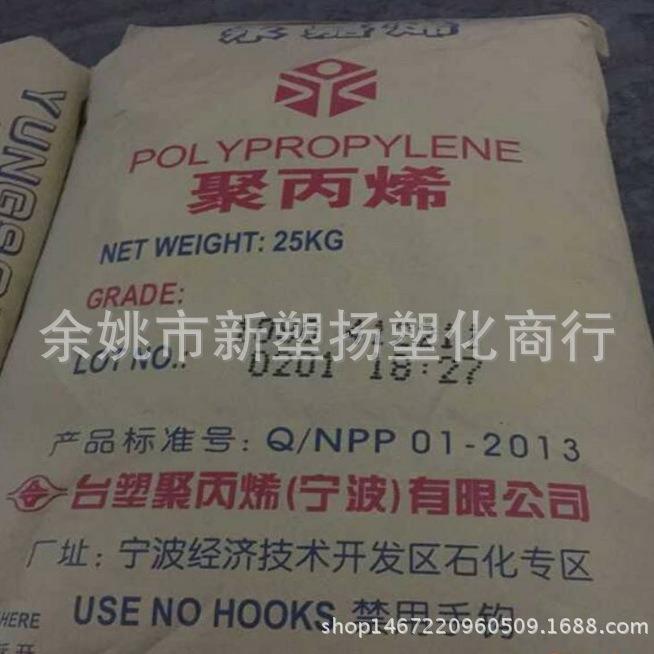 POLYPROPYLENE
聚丙烯
NET WEIGHT: 25KG
GRADE:
余姚市新塑扬塑化商行
LOT NO.: 0201 18:27
产品标准号: Q/NPP 01-2013
台塑聚丙烯(宁波)有限公司
厂址: 宁波经济技术开发区石化专区
USE NO HOOKS 禁用手钩
HERE
shop1467220960509.1688.com